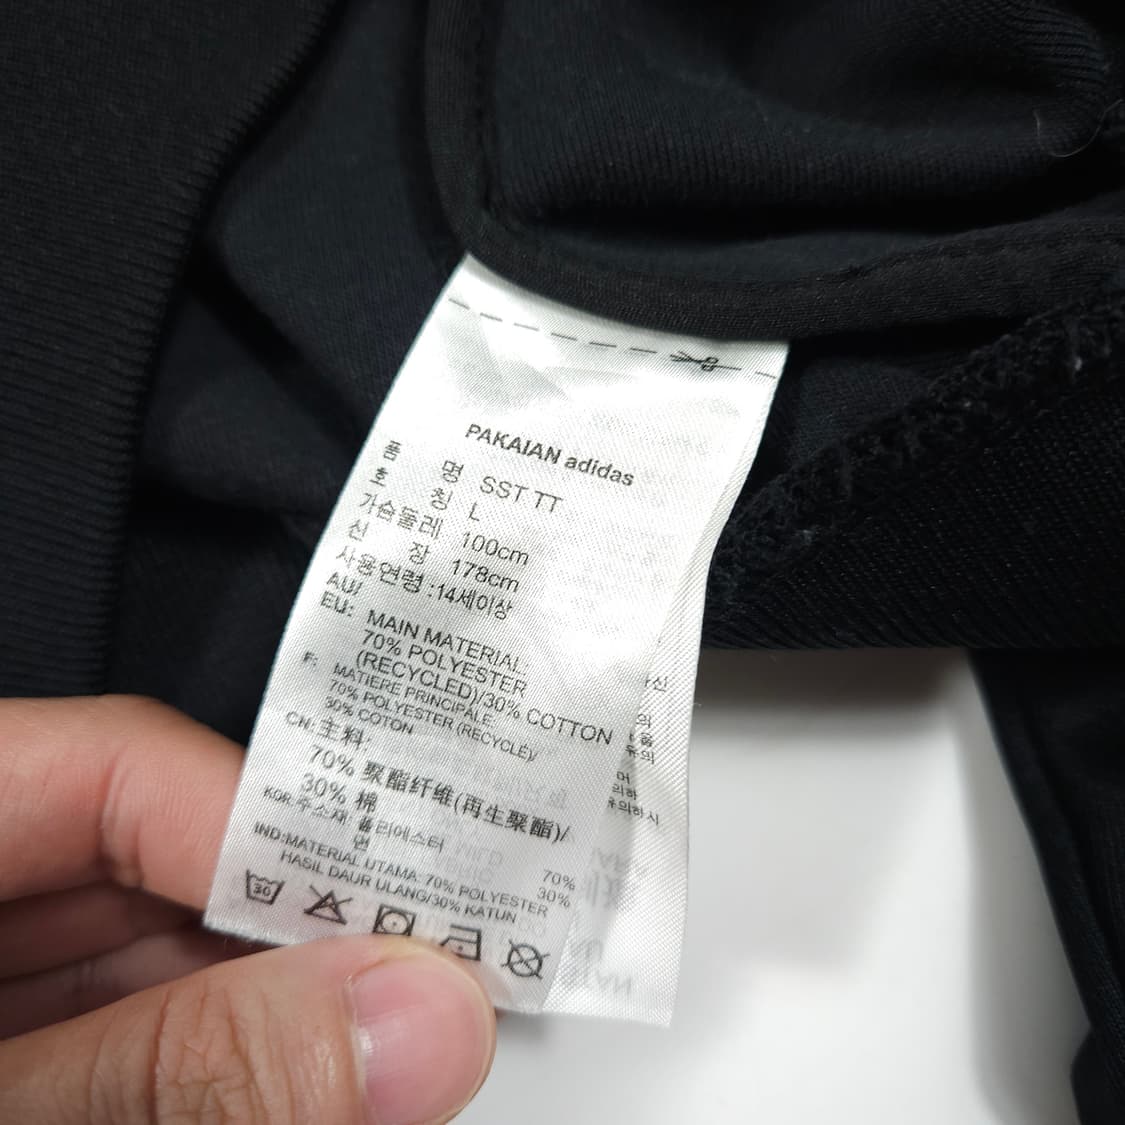 PAKAIAN adidas
품 명 SST TT
호 칭 L
가슴둘레 100cm
신 장 178cm
사용연령 : 14세이상
AU/
EU: MAIN MATERIAL:
70% POLYESTER
(RECYCLED)/30% COTTON
F: MATIERE PRINCIPALE:
70% POLYESTER (RECYCLÉ)/
30% COTON
CN: 主料:
70% 聚酯纤维(再生聚酯)/
30% 棉
KOR: 주소재: 폴리에스터 70%
면 30%
IND: MATERIAL UTAMA: 70% POLYESTER
HASIL DAUR ULANG/30% KATUN
30